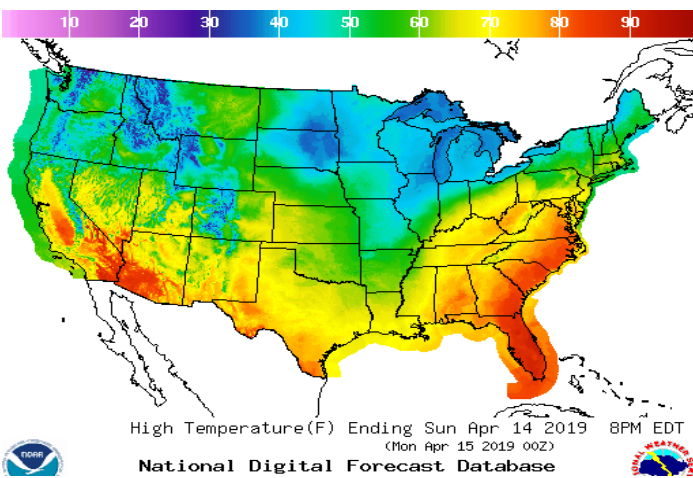 10 20 30 40 50 60 70 80 90
High Temperature(F) Ending Sun Apr 14 2019 8PM EDT
(Mon Apr 15 2019 00Z)
National Digital Forecast Database
NOAA